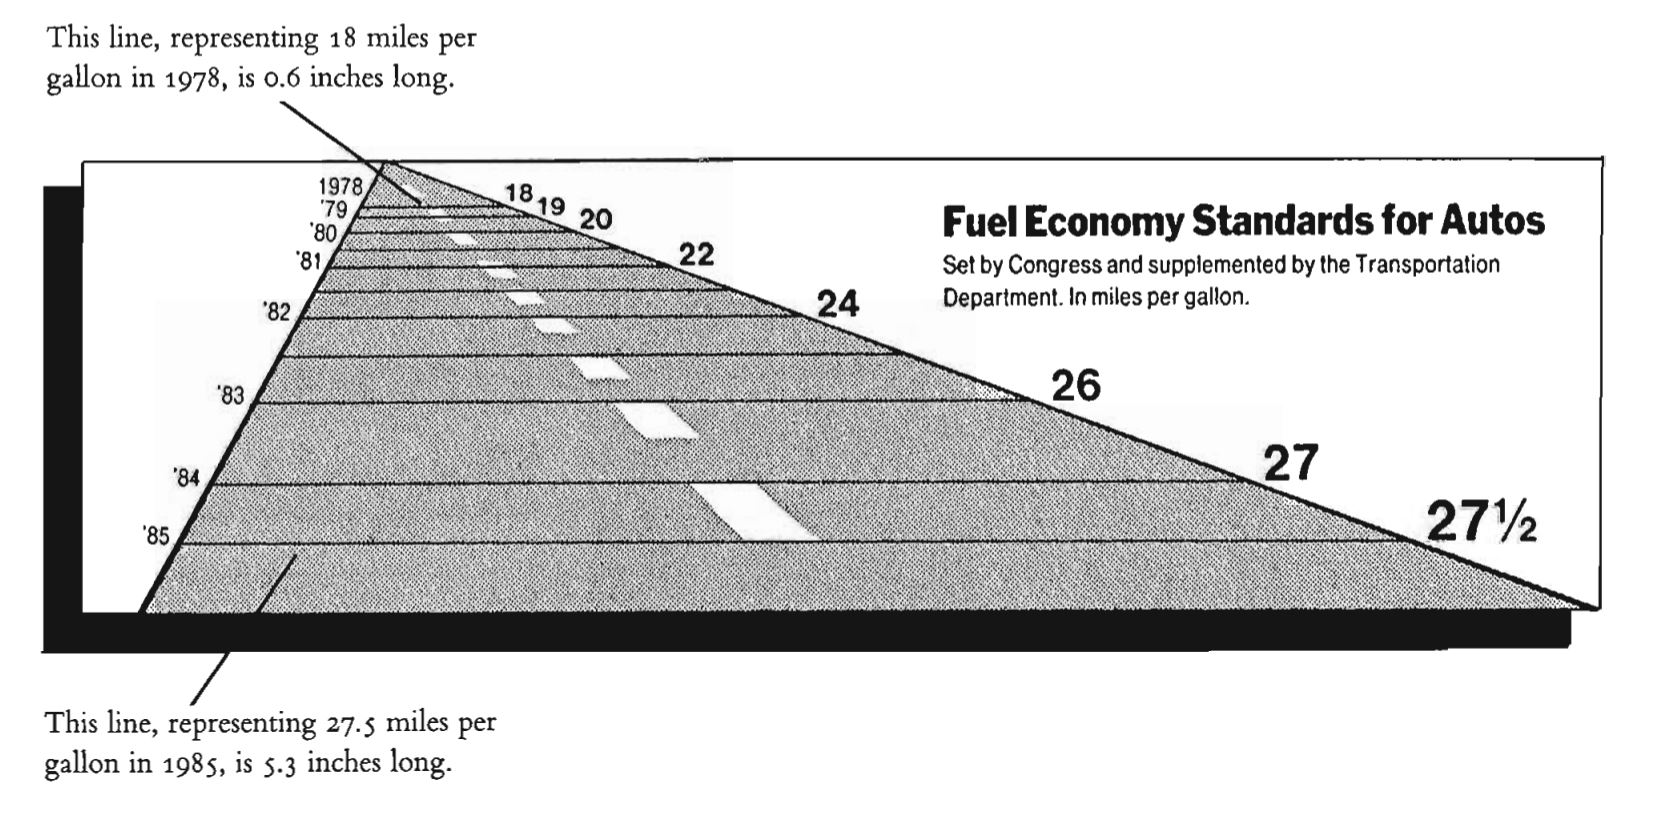 This line, representing 18 miles per
gallon in 1978, is 0.6 inches long.
1978
'79
'80
'81
'82
'83
'84
'85
18
19
20
22
24
26
27
27½
Fuel Economy Standards for Autos
Set by Congress and supplemented by the Transportation
Department. In miles per gallon.
This line, representing 27.5 miles per
gallon in 1985, is 5.3 inches long.